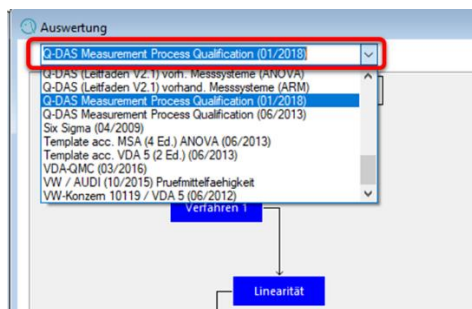 Auswertung
Q-DAS Measurement Process Qualification (01/2018)
Q-DAS (Leitfaden V2.1) vorh. Messsysteme (ANOVA)
Q-DAS (Leitfaden V2.1) vorhand. Messsysteme (ARM)
Q-DAS Measurement Process Qualification (01/2018)
Q-DAS Measurement Process Qualification (06/2013)
Six Sigma (04/2009)
Template acc. MSA (4 Ed.) ANOVA (06/2013)
Template acc. VDA 5 (2 Ed.) (06/2013)
VDA-QMC (03/2016)
VW / AUDI (10/2015) Pruefmittelfaehigkeit
VW-Konzern 10119 / VDA 5 (06/2012)
Verfahren 1
Linearität